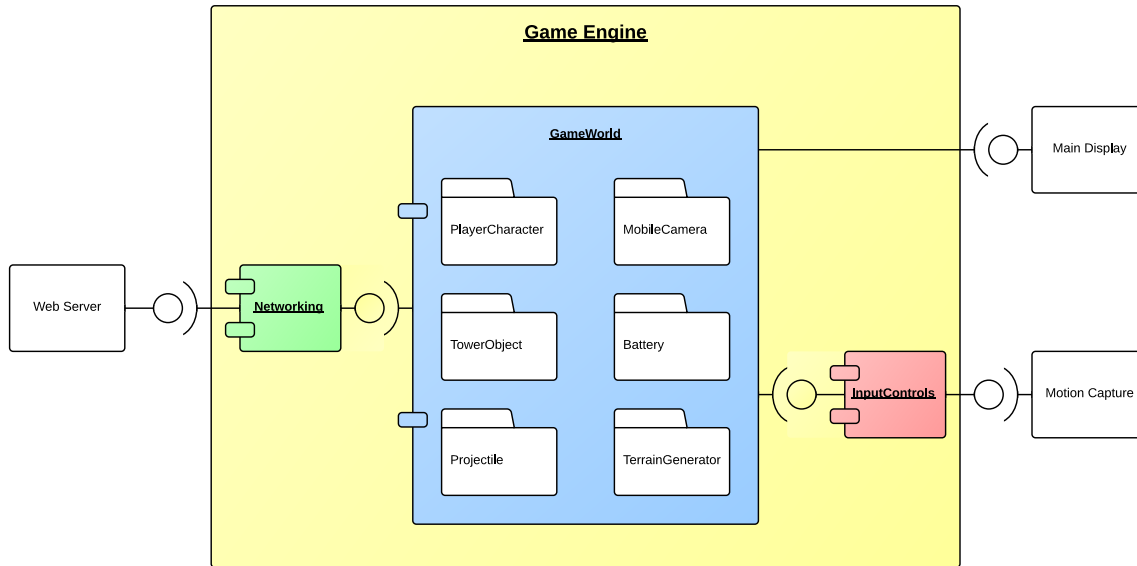 Game Engine
GameWorld
Main Display
PlayerCharacter
MobileCamera
Web Server
Networking
TowerObject
Battery
InputControls
Motion Capture
Projectile
TerrainGenerator